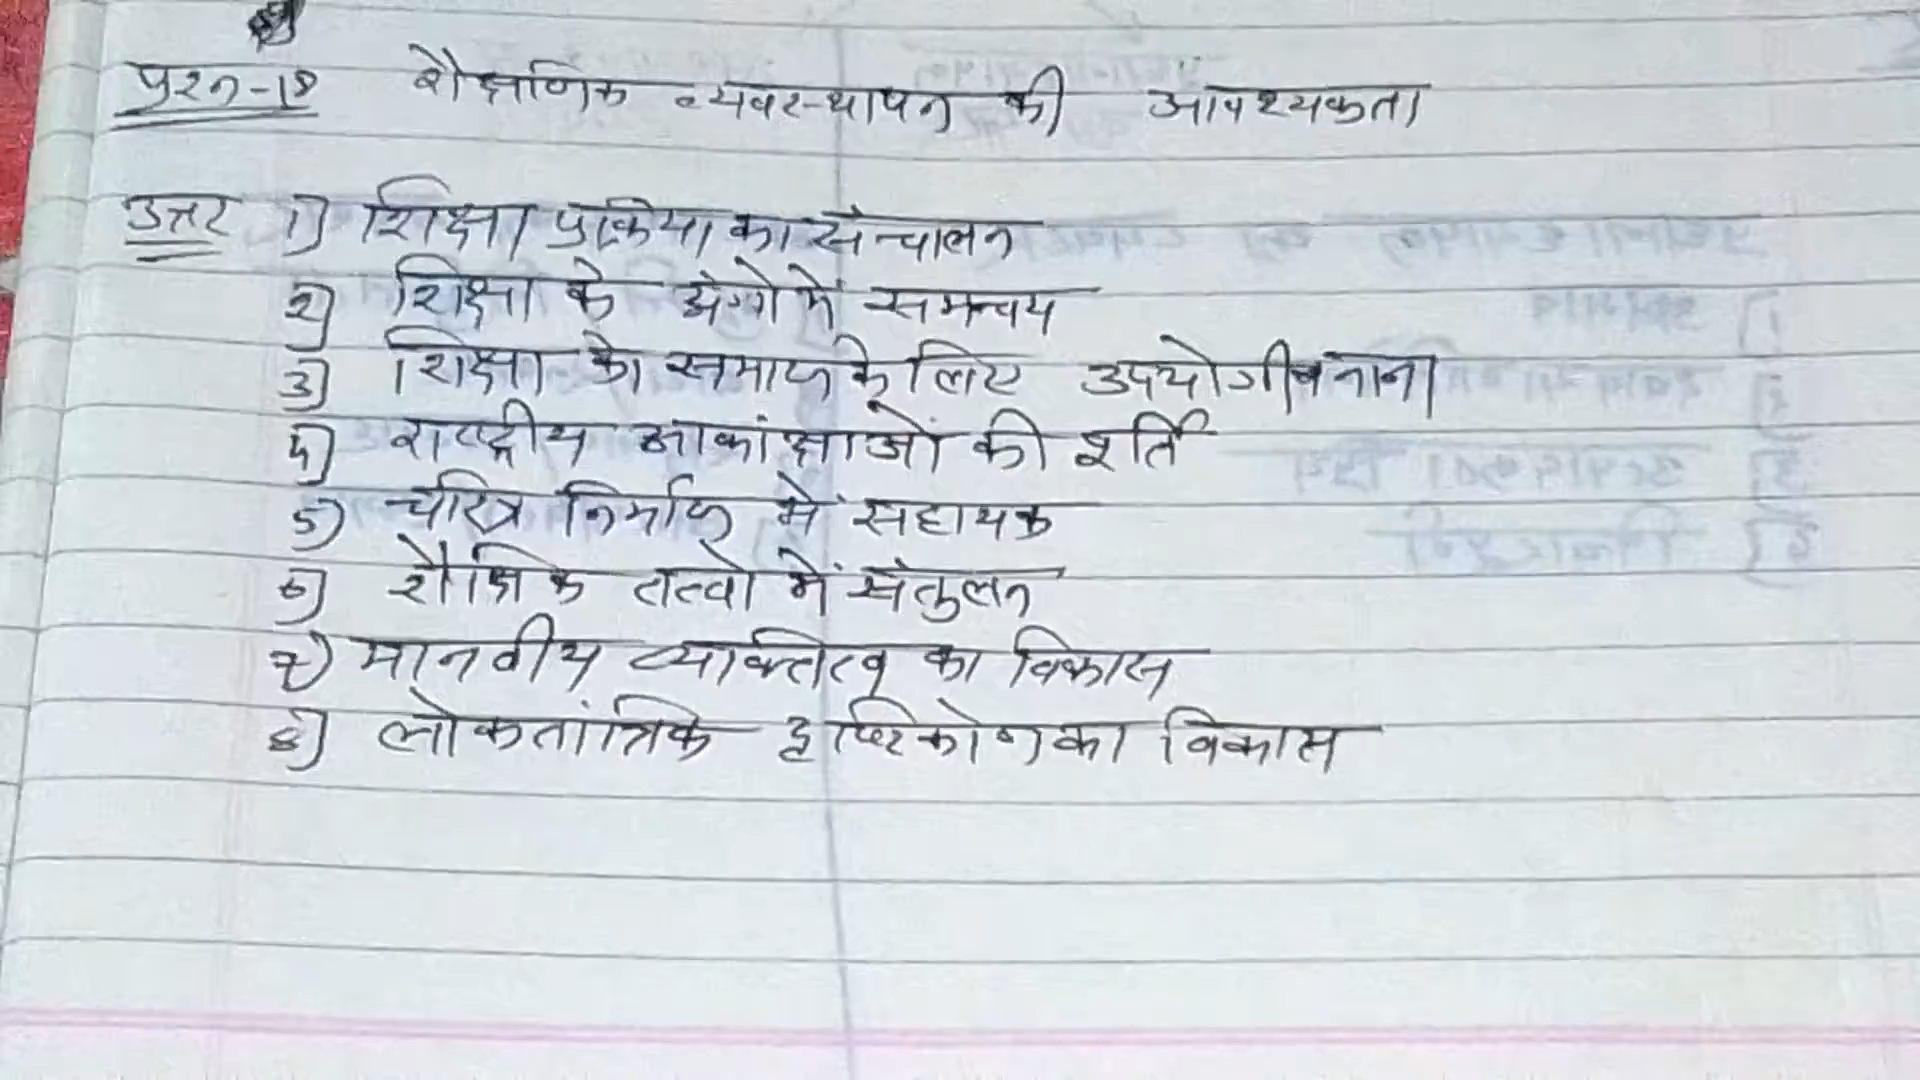 प्रश्न-18 शैक्षणिक व्यवस्थापन की आवश्यकता
उत्तर 1) शिक्षा प्रक्रिया का संचालन
2) शिक्षा के अंगो में समन्वय
3) शिक्षा को समाज के लिए उपयोगी बनाना
4) राष्ट्रीय आकांक्षाओं की पूर्ति
5) चरित्र निर्माण में सहायक
6) शैक्षिक तत्वो में संतुलन
7) मानवीय व्यक्तित्व का विकास
8) लोकतांत्रिक दृष्टिकोण का विकास